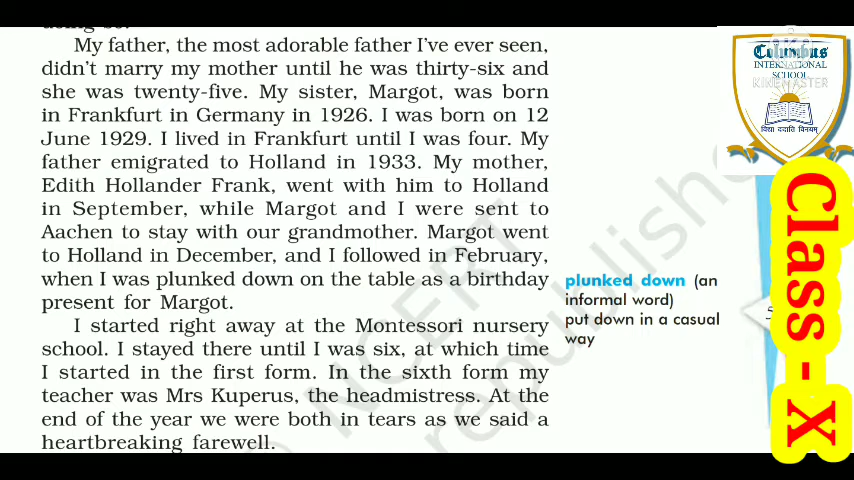 My father, the most adorable father I've ever seen,
didn't marry my mother until he was thirty-six and
she was twenty-five. My sister, Margot, was born
in Frankfurt in Germany in 1926. I was born on 12
June 1929. I lived in Frankfurt until I was four. My
father emigrated to Holland in 1933. My mother,
Edith Hollander Frank, went with him to Holland
in September, while Margot and I were sent to
Aachen to stay with our grandmother. Margot went
to Holland in December, and I followed in February,
when I was plunked down on the table as a birthday
present for Margot.
I started right away at the Montessori nursery
school. I stayed there until I was six, at which time
I started in the first form. In the sixth form my
teacher was Mrs Kuperus, the headmistress. At the
end of the year we were both in tears as we said a
heartbreaking farewell.
plunked down (an
informal word)
put down in a casual
way
Columbus
INTERNATIONAL
SCHOOL
KINEMASTER
विद्या ददाति विनयम्
Class - X
NCERT
republished